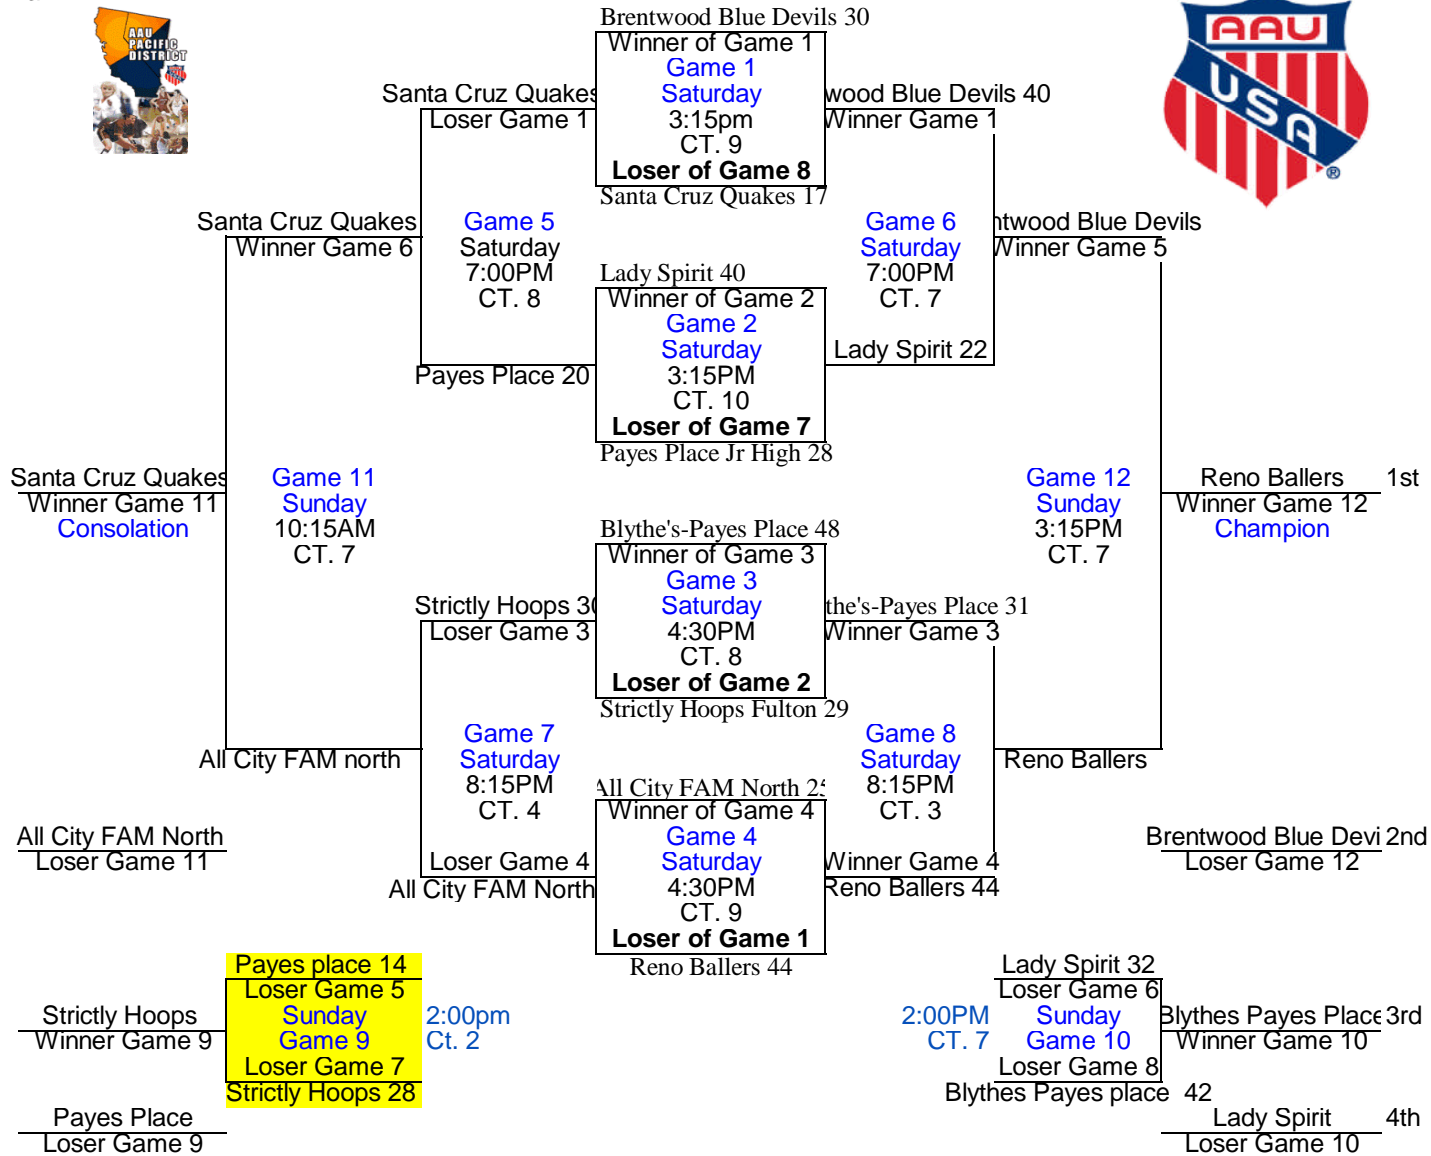 AAU
PACIFIC
DISTRICT
Brentwood Blue Devils 30
Winner of Game 1
Game 1
Saturday
3:15pm
CT. 9
Loser of Game 8
Santa Cruz Quakes 17
AAU
USA
®
Santa Cruz Quakes
Loser Game 1
wood Blue Devils 40
Winner Game 1
Santa Cruz Quakes
Winner Game 6
Game 5
Saturday
7:00PM
CT. 8
Game 6
Saturday
7:00PM
CT. 7
ntwood Blue Devils
Winner Game 5
Lady Spirit 40
Winner of Game 2
Game 2
Saturday
3:15PM
CT. 10
Loser of Game 7
Payes Place Jr High 28
Payes Place 20
Lady Spirit 22
Santa Cruz Quakes
Winner Game 11
Consolation
Game 11
Sunday
10:15AM
CT. 7
Game 12
Sunday
3:15PM
CT. 7
Reno Ballers 1st
Winner Game 12
Champion
Blythe's-Payes Place 48
Winner of Game 3
Game 3
Saturday
4:30PM
CT. 8
Loser of Game 2
Strictly Hoops Fulton 29
Strictly Hoops 30
Loser Game 3
the's-Payes Place 31
Winner Game 3
All City FAM north
Game 7
Saturday
8:15PM
CT. 4
Game 8
Saturday
8:15PM
CT. 3
Reno Ballers
All City FAM North 25
Winner of Game 4
Game 4
Saturday
4:30PM
CT. 9
Loser of Game 1
Reno Ballers 44
All City FAM North
Loser Game 11
Loser Game 4
All City FAM North
Winner Game 4
Reno Ballers 44
Brentwood Blue Devi 2nd
Loser Game 12
Payes place 14
Loser Game 5
Sunday
Game 9
Loser Game 7
Strictly Hoops 28
2:00pm
Ct. 2
Strictly Hoops
Winner Game 9
Payes Place
Loser Game 9
Lady Spirit 32
Loser Game 6
2:00PM
CT. 7
Sunday
Game 10
Loser Game 8
Blythes Payes place 42
Blythes Payes Place 3rd
Winner Game 10
Lady Spirit 4th
Loser Game 10